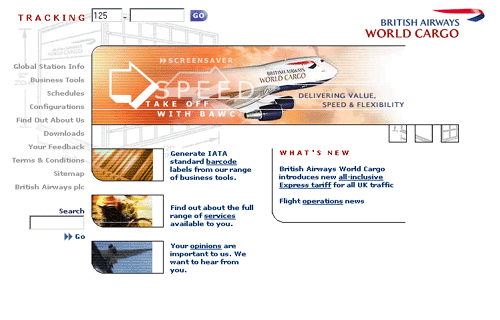 TRACKING 125 - GO
BRITISH AIRWAYS
WORLD CARGO
Global Station Info
Business Tools
Schedules
Configurations
Find Out About Us
Downloads
Your Feedback
Terms & Conditions
Sitemap
British Airways plc
Search
Go
SCREENSAVER
SPEED
TAKE OFF
WITH BAWC
BRITISH AIRWAYS
WORLD CARGO
DELIVERING VALUE,
SPEED & FLEXIBILITY
Generate IATA
standard barcode
labels from our range
of business tools.
Find out about the full
range of services
available to you.
Your opinions are
important to us. We
want to hear from
you.
WHAT'S NEW
British Airways World Cargo
introduces new all-inclusive
Express tariff for all UK traffic
Flight operations news